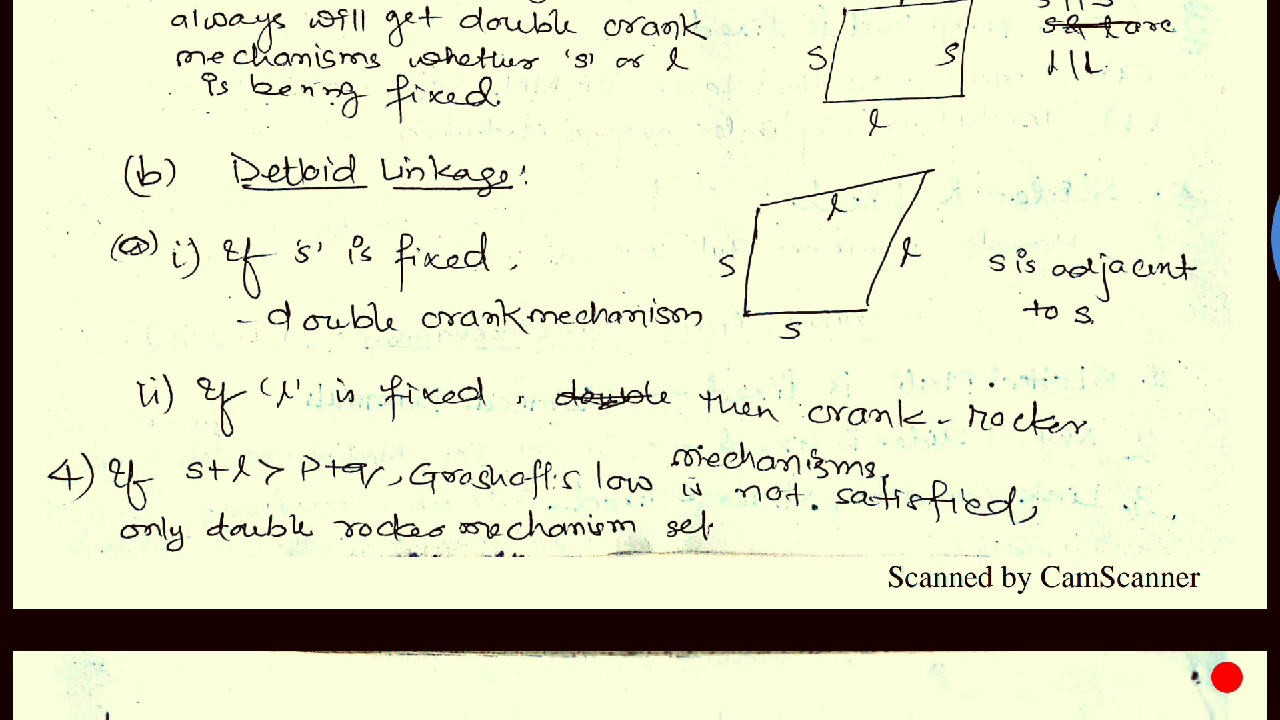 always will get double crank
S
S
l
mechanisms whether 's' or l
is being fixed.
l || L
(b) Detloid Linkage:
l
l
s
s
s is adjacent
to s.
(a) i) If 's' is fixed,
- double crank mechanism
ii) If 'l' is fixed, double then crank - rocker
mechanisms,
4) If s+l > p+q, Grashoff's law is not satisfied,
only double rocker mechanism
Scanned by CamScanner